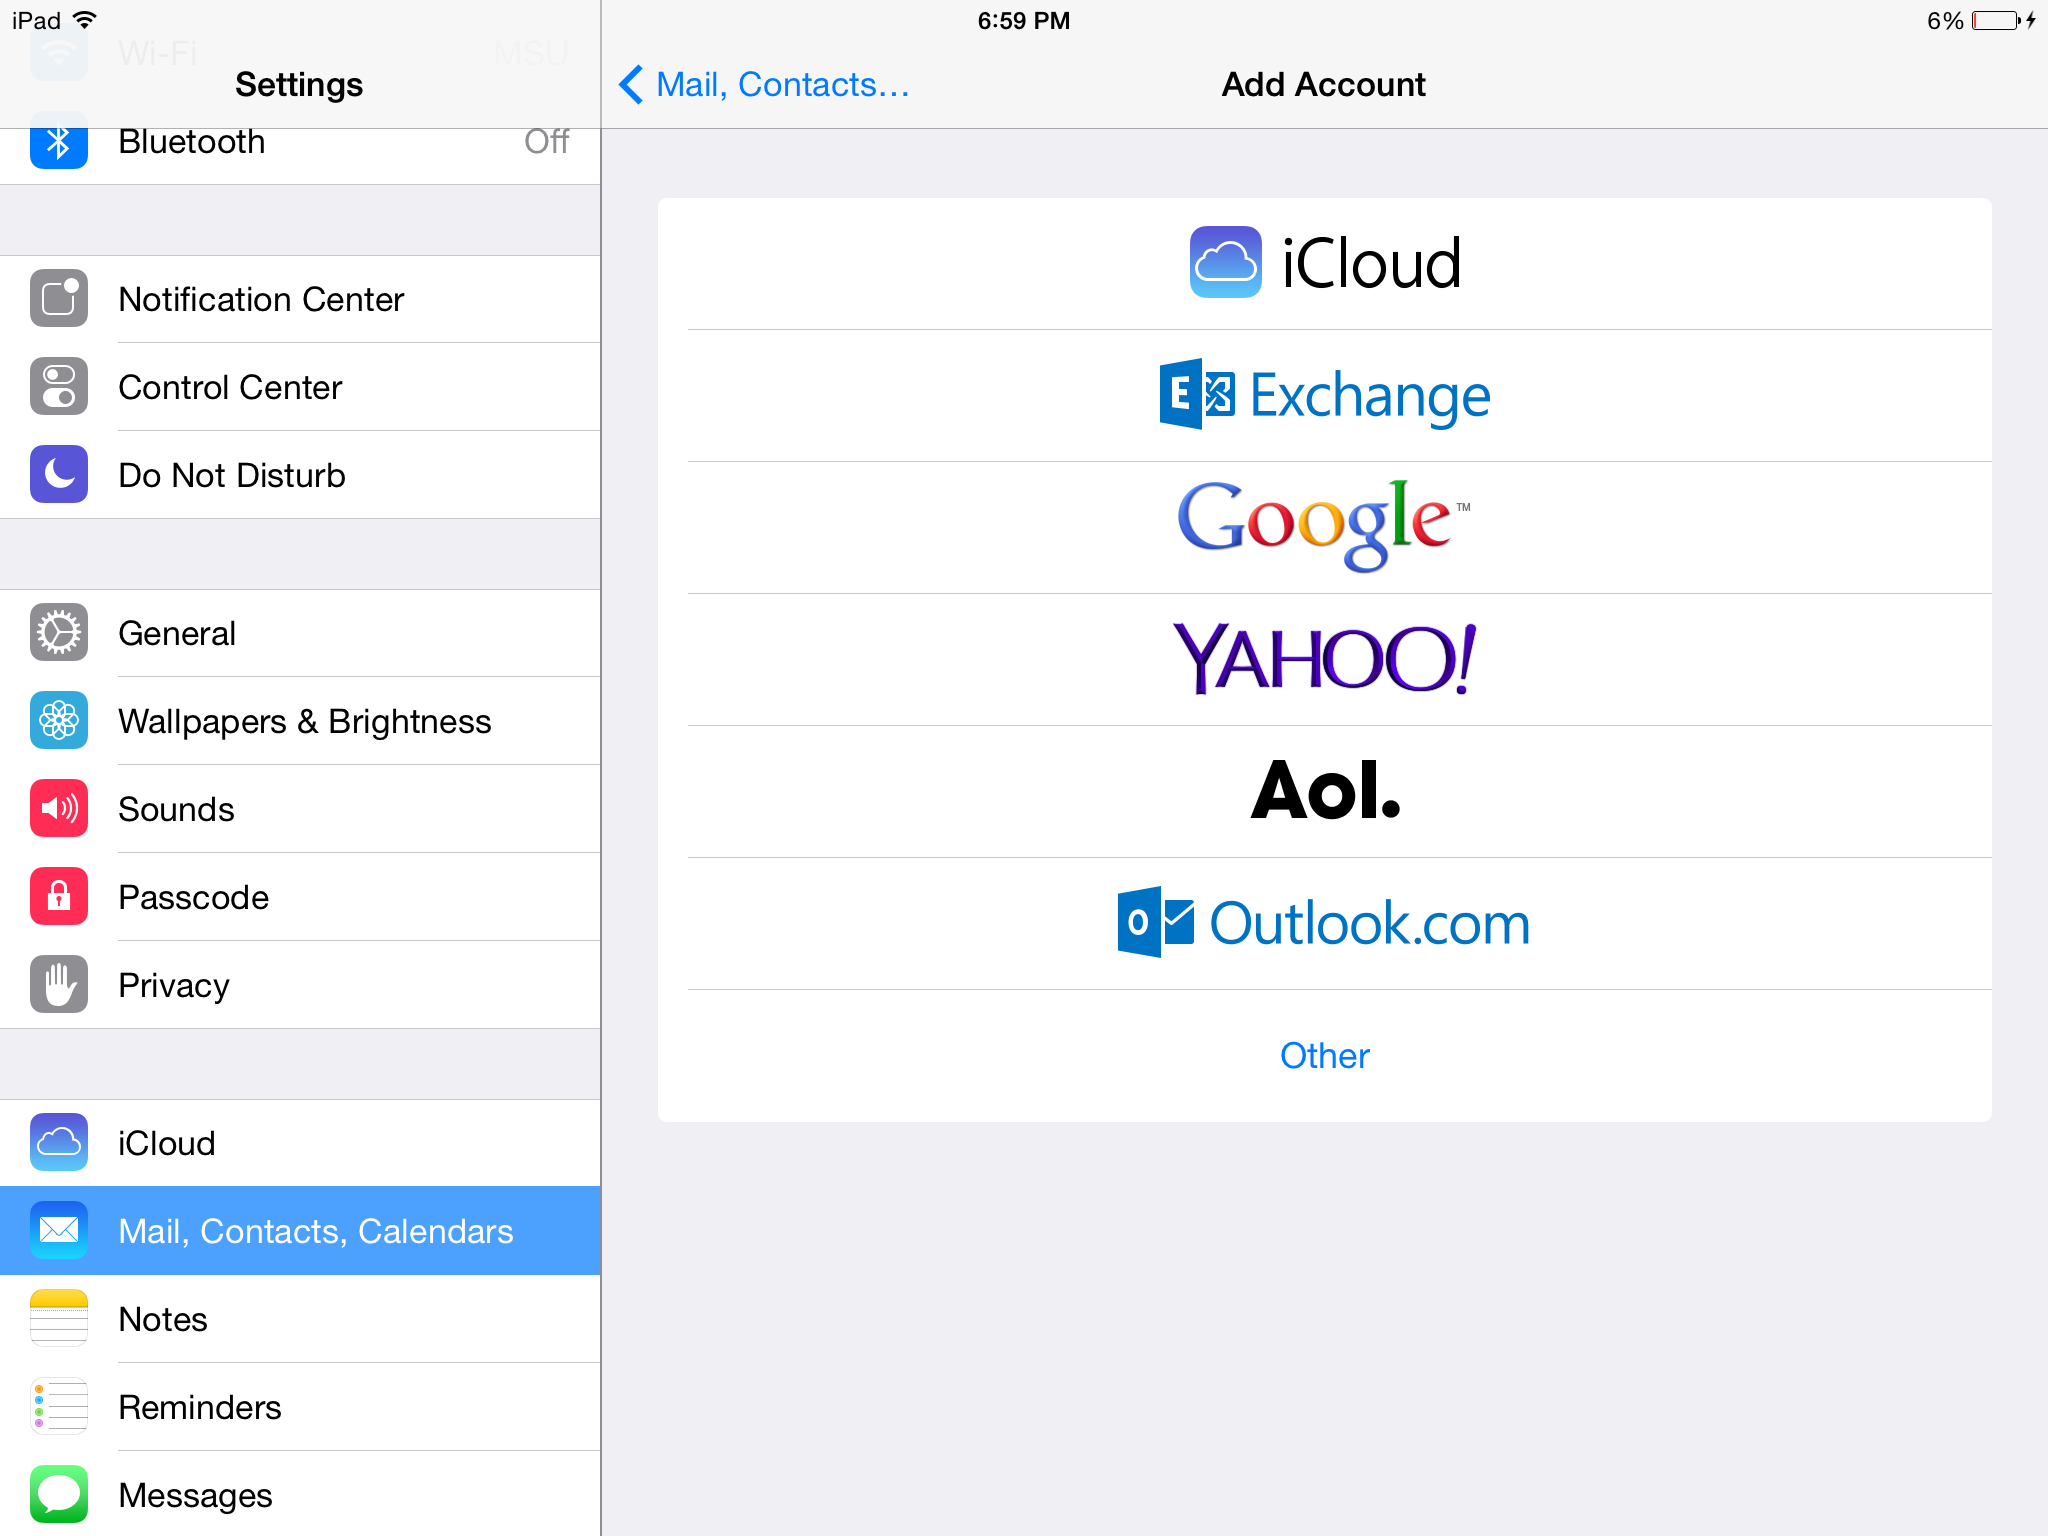 iPad
6:59 PM
6%
Wi-Fi MSU
Settings
Bluetooth Off
Notification Center
Control Center
Do Not Disturb
General
Wallpapers & Brightness
Sounds
Passcode
Privacy
iCloud
Mail, Contacts, Calendars
Notes
Reminders
Messages
Mail, Contacts...
Add Account
iCloud
E Exchange
Google™
YAHOO!
Aol.
O Outlook.com
Other